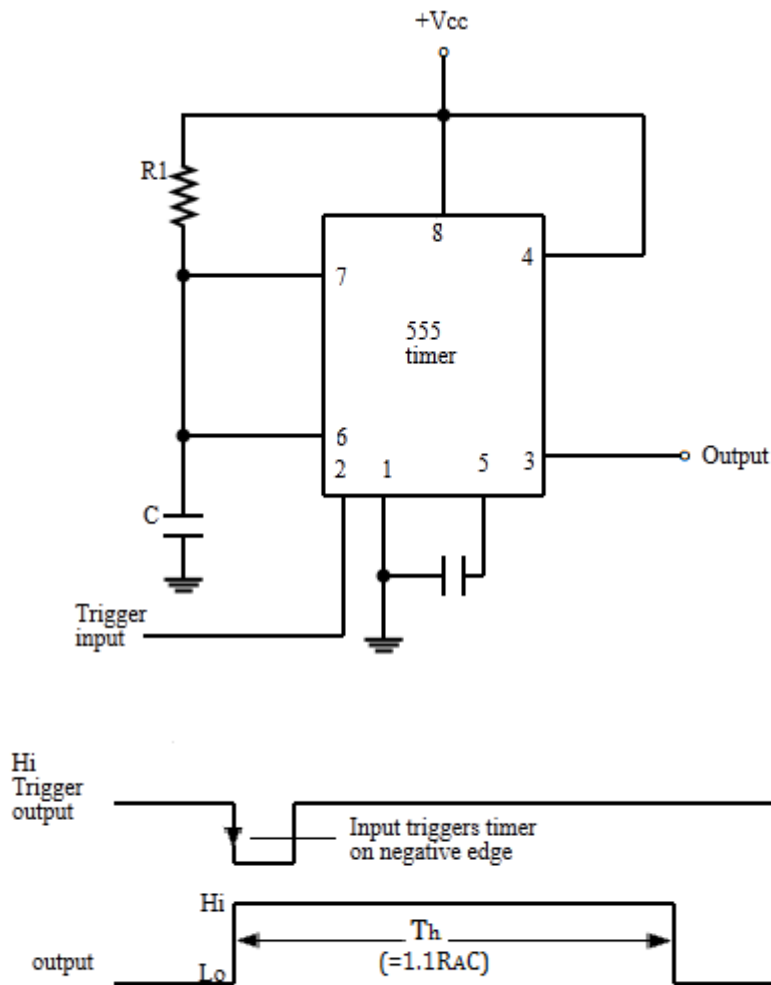 +Vcc
R1
8
4
7
555
timer
6
2
1
5
3
Output
C
Trigger
input
Hi
Trigger
output
Input triggers timer
on negative edge
Hi
Th
(=1.1RAC)
output
Lo